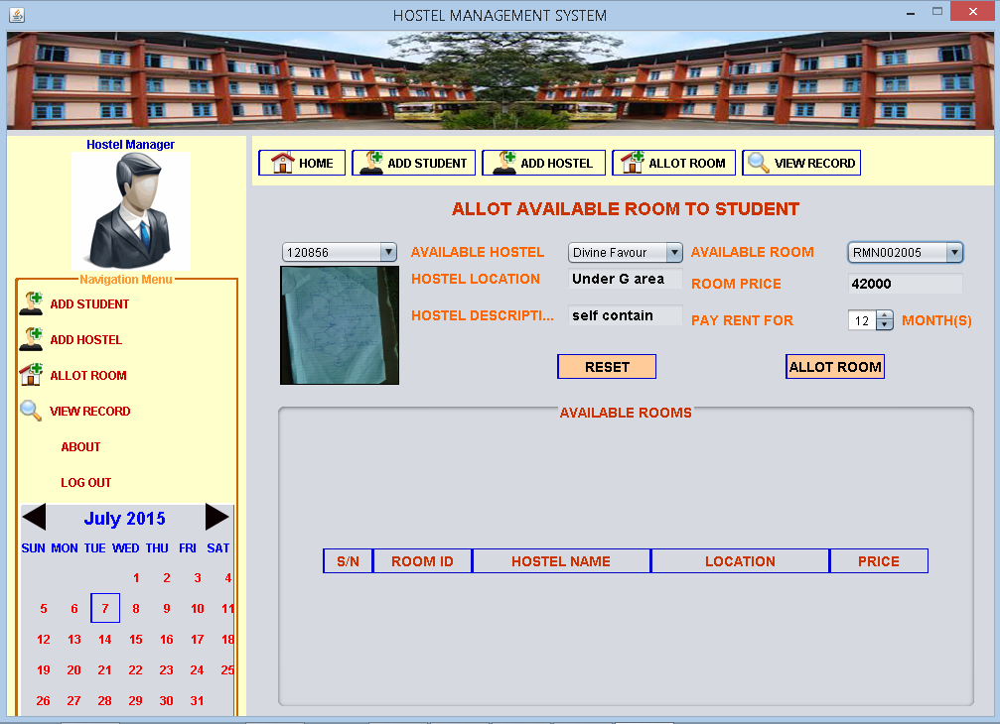 HOSTEL MANAGEMENT SYSTEM
Hostel Manager
HOME ADD STUDENT ADD HOSTEL ALLOT ROOM VIEW RECORD
Navigation Menu
ADD STUDENT
ADD HOSTEL
ALLOT ROOM
VIEW RECORD
ABOUT
LOG OUT
July 2015
SUN MON TUE WED THU FRI SAT
1 2 3 4
5 6 7 8 9 10 11
12 13 14 15 16 17 18
19 20 21 22 23 24 25
26 27 28 29 30 31
ALLOT AVAILABLE ROOM TO STUDENT
120856 AVAILABLE HOSTEL Divine Favour AVAILABLE ROOM RMN002005
HOSTEL LOCATION Under G area ROOM PRICE 42000
HOSTEL DESCRIPTI... self contain PAY RENT FOR 12 MONTH(S)
RESET ALLOT ROOM
AVAILABLE ROOMS
S/N ROOM ID HOSTEL NAME LOCATION PRICE